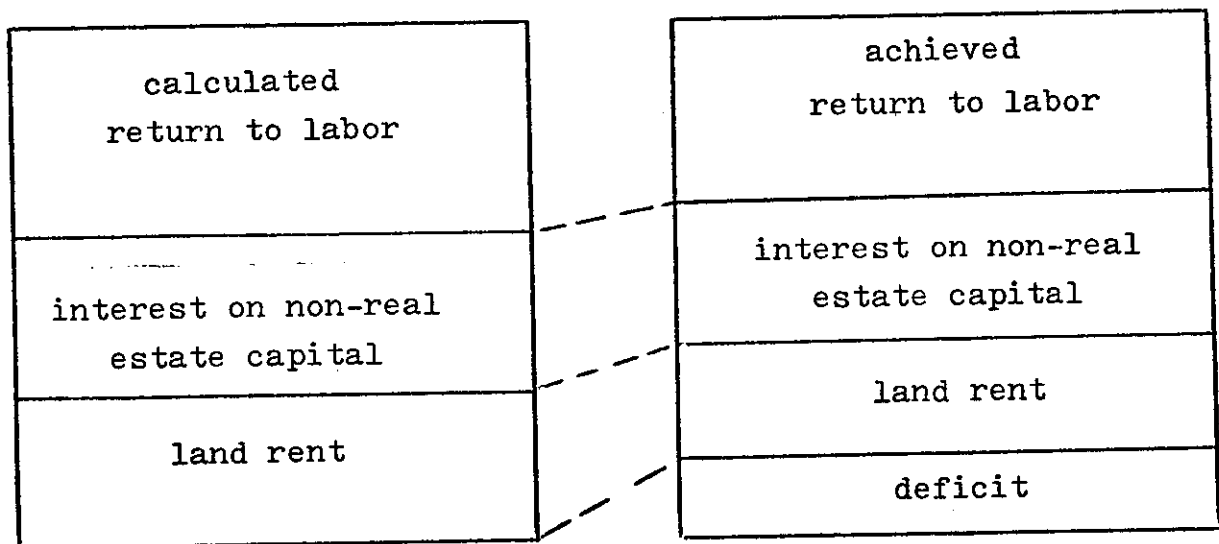 calculated
return to labor
interest on non-real
estate capital
land rent
achieved
return to labor
interest on non-real
estate capital
land rent
deficit